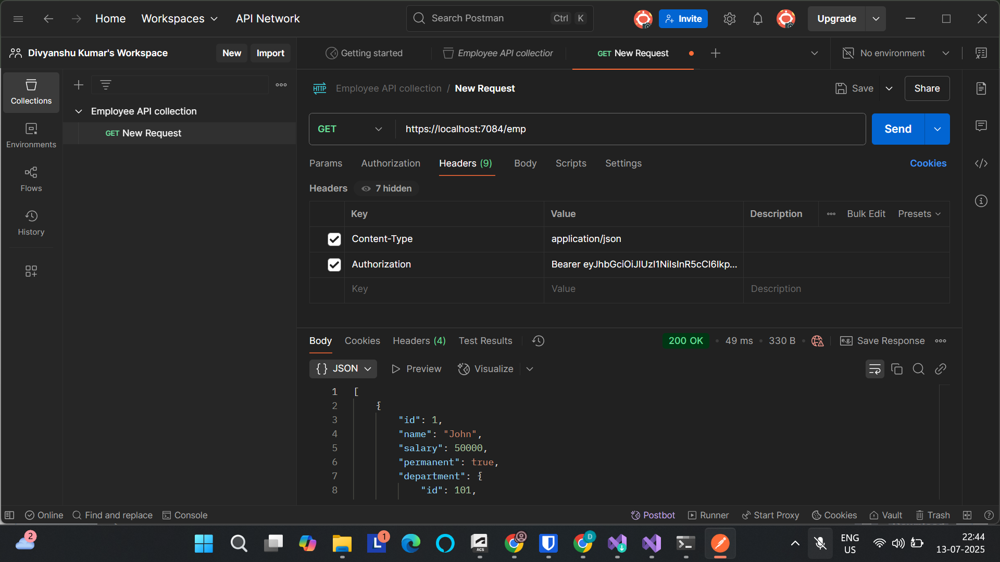 Home
Workspaces
API Network
Search Postman
Ctrl K
Invite
Upgrade
Divyanshu Kumar's Workspace
New
Import
Getting started
Employee API collection
GET New Request
No environment
Collections
Environments
Flows
History
Employee API collection
GET New Request
HTTP
Employee API collection / New Request
Save
Share
GET
https://localhost:7084/emp
Send
Params
Authorization
Headers (9)
Body
Scripts
Settings
Cookies
Headers
7 hidden
Key Value Description
Bulk Edit
Presets
Content-Type application/json
Authorization Bearer eyJhbGciOiJIUzI1NiIsInR5cCI6Ikp...
Key Value Description
Body
Cookies
Headers (4)
Test Results
200 OK
49 ms
330 B
e.g.
Save Response
{} JSON
Preview
Visualize
1 [
2 {
3 "id": 1,
4 "name": "John",
5 "salary": 50000,
6 "permanent": true,
7 "department": {
8 "id": 101,
Online
Find and replace
Console
Postbot
Runner
Start Proxy
Cookies
Vault
Trash
2
L
1
ACS
D
ENG
US
22:44
13-07-2025